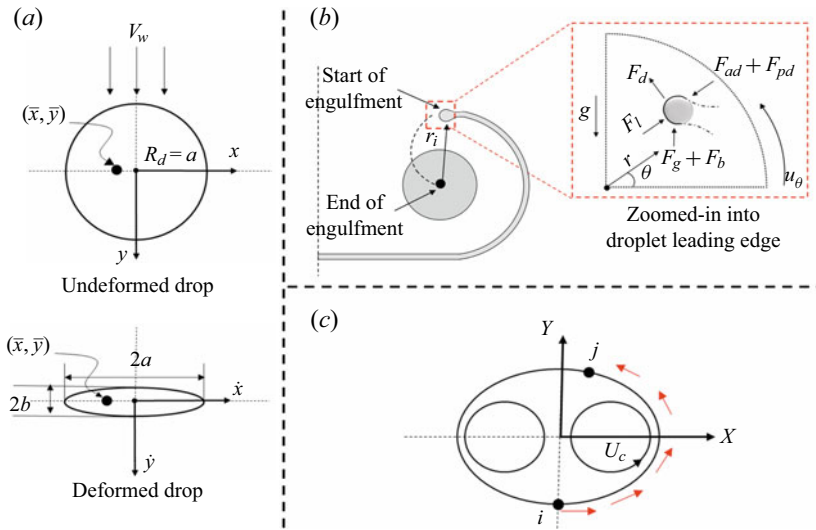 (a)
V_w
(x̄, ȳ)
R_d = a
x
y
Undeformed drop
(x̄, ȳ)
2a
2b
ẋ
ẏ
Deformed drop
(b)
Start of
engulfment
r_i
End of
engulfment
g
F_d
F_ad + F_pd
F_l
F_g + F_b
r
θ
u_θ
Zoomed-in into
droplet leading edge
(c)
Y
j
X
U_c
i